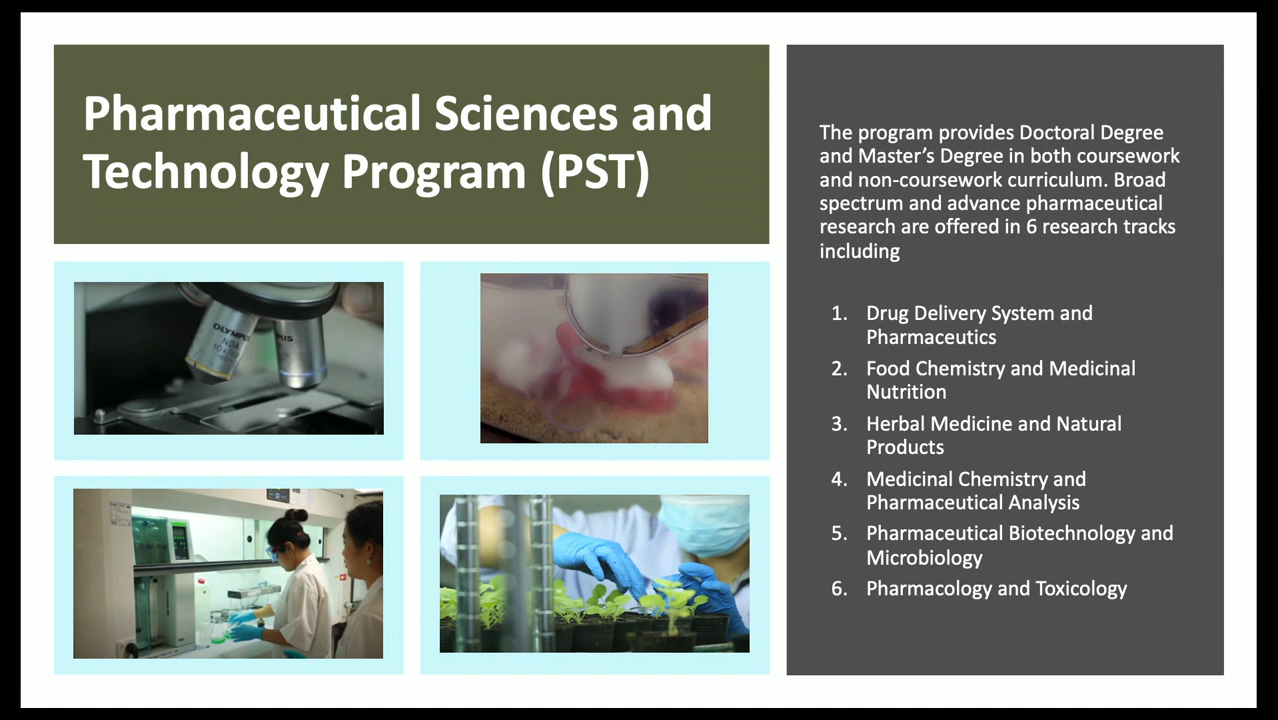 Pharmaceutical Sciences and
Technology Program (PST)
The program provides Doctoral Degree
and Master's Degree in both coursework
and non-coursework curriculum. Broad
spectrum and advance pharmaceutical
research are offered in 6 research tracks
including
1. Drug Delivery System and
Pharmaceutics
2. Food Chemistry and Medicinal
Nutrition
3. Herbal Medicine and Natural
Products
4. Medicinal Chemistry and
Pharmaceutical Analysis
5. Pharmaceutical Biotechnology and
Microbiology
6. Pharmacology and Toxicology
OLYMPUS